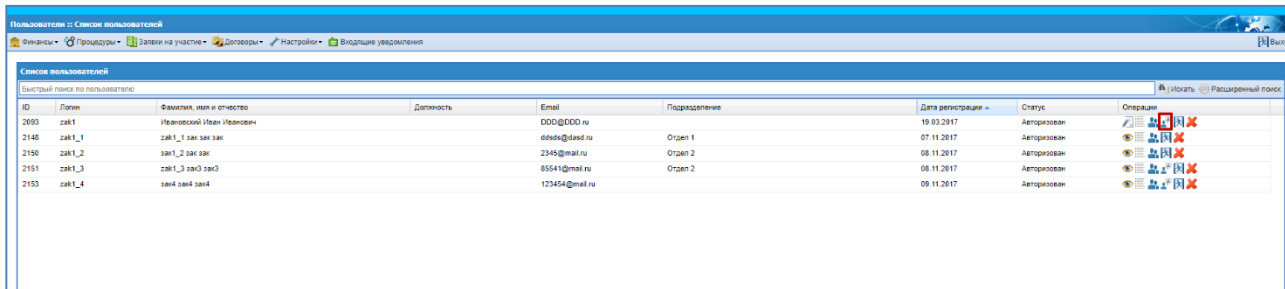 Пользователи :: Список пользователей
Финансы Процедуры Заявки на участие Договоры Настройки Входящие уведомления Вых
Список пользователей
Быстрый поиск по пользователю Искать Расширенный поиск
ID Логин Фамилия, имя и отчество Должность Email Подразделение Дата регистрации Статус Операции
2093 zak1 Ивановский Иван Иванович DDD@DDD.ru 19.03.2017 Авторизован
2148 zak1_1 zak1_1 зак зак зак ddsds@dasd.ru Отдел 1 07.11.2017 Авторизован
2150 zak1_2 зак1_2 зак зак 2345@mail.ru Отдел 2 08.11.2017 Авторизован
2151 zak1_3 zak1_3 зак3 зак3 85541@mail.ru Отдел 2 08.11.2017 Авторизован
2153 zak1_4 зак4 зак4 зак4 123454@mail.ru 09.11.2017 Авторизован